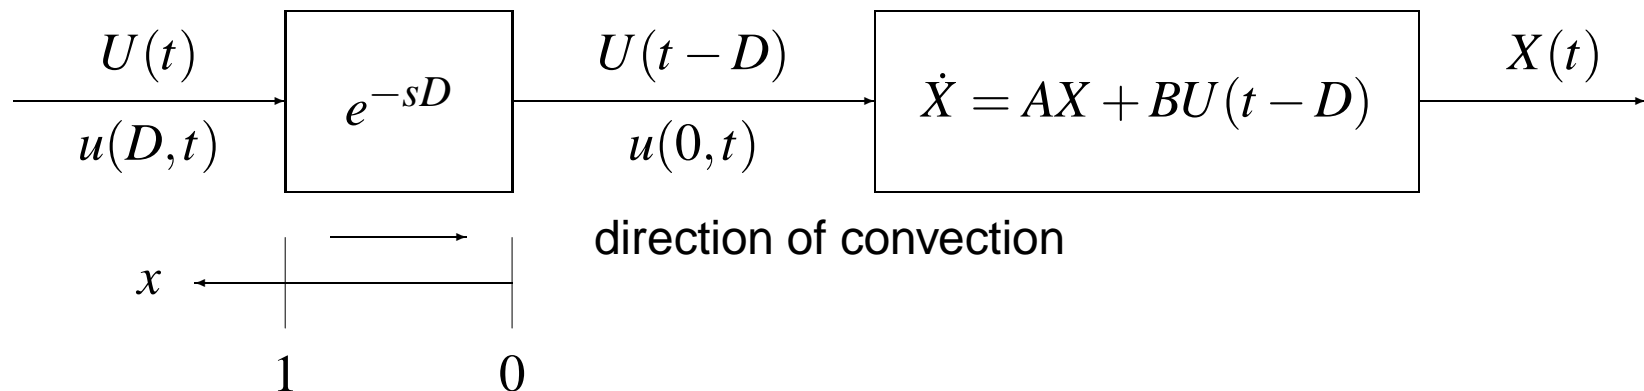 U(t) U(t − D) X(t)
e^{−sD} Ẋ = AX + BU(t − D)
u(D,t) u(0,t)
direction of convection
x
1 0